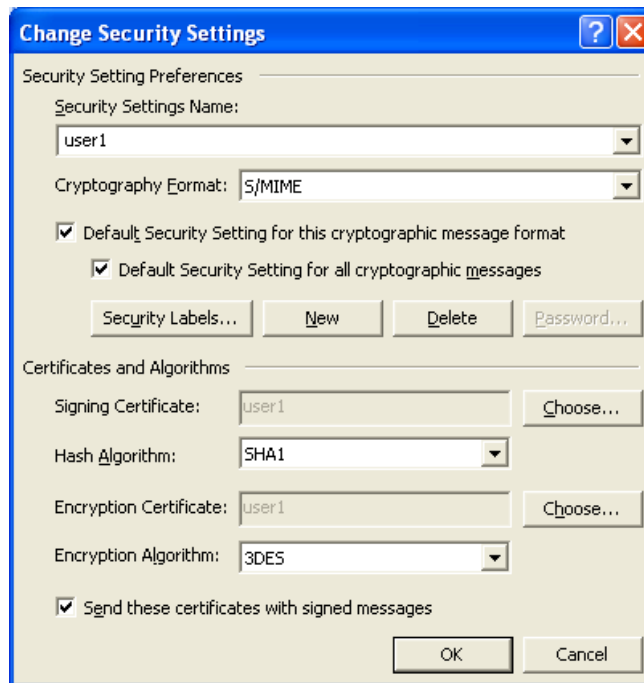 Change Security Settings
Security Setting Preferences
Security Settings Name:
user1
Cryptography Format: S/MIME
Default Security Setting for this cryptographic message format
Default Security Setting for all cryptographic messages
Security Labels... New Delete Password...
Certificates and Algorithms
Signing Certificate: user1 Choose...
Hash Algorithm: SHA1
Encryption Certificate: user1 Choose...
Encryption Algorithm: 3DES
Send these certificates with signed messages
OK Cancel